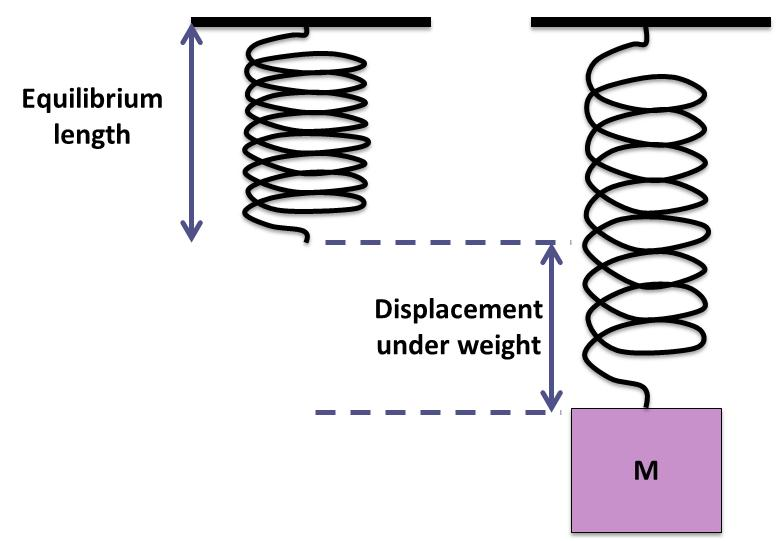 Equilibrium
length
Displacement
under weight
M